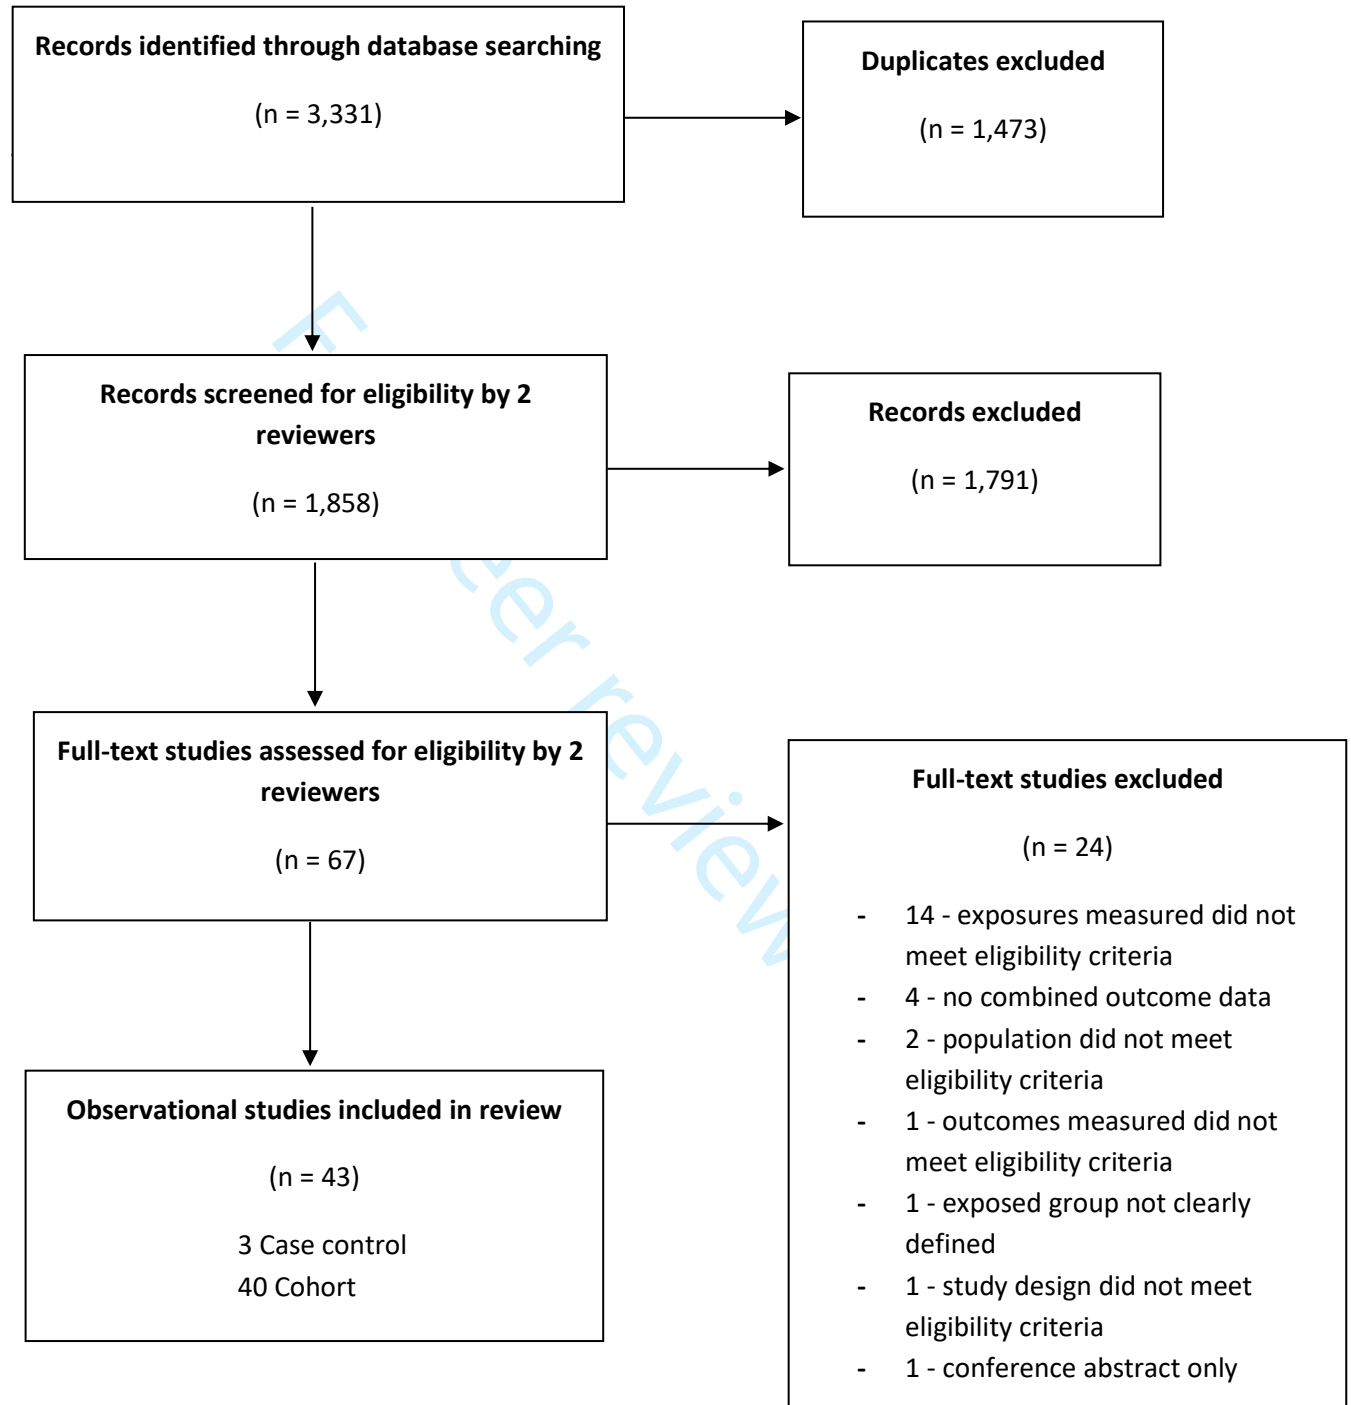 Records identified through database searching
(n = 3,331)
Duplicates excluded
(n = 1,473)
Records screened for eligibility by 2
reviewers
(n = 1,858)
Records excluded
(n = 1,791)
Full-text studies assessed for eligibility by 2
reviewers
(n = 67)
Full-text studies excluded
(n = 24)
- 14 - exposures measured did not
meet eligibility criteria
- 4 - no combined outcome data
- 2 - population did not meet
eligibility criteria
- 1 - outcomes measured did not
meet eligibility criteria
- 1 - exposed group not clearly
defined
- 1 - study design did not meet
eligibility criteria
- 1 - conference abstract only
Observational studies included in review
(n = 43)
3 Case control
40 Cohort
eer review